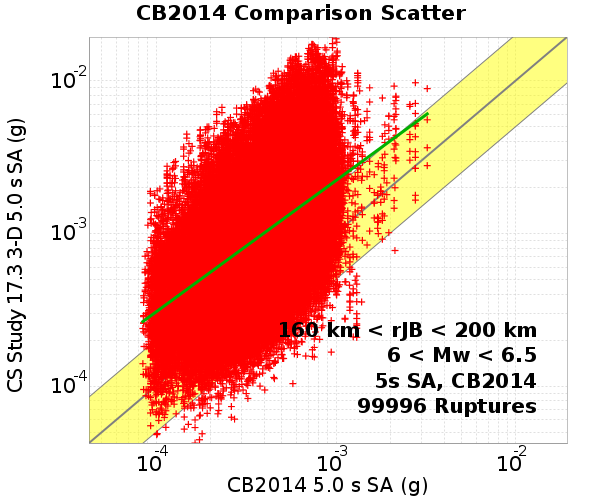 CB2014 Comparison Scatter
CS Study 17.3 3-D 5.0 s SA (g)
10-2
10-3
10-4
160 km < rJB < 200 km
6 < Mw < 6.5
5s SA, CB2014
99996 Ruptures
10-4
10-3
10-2
CB2014 5.0 s SA (g)